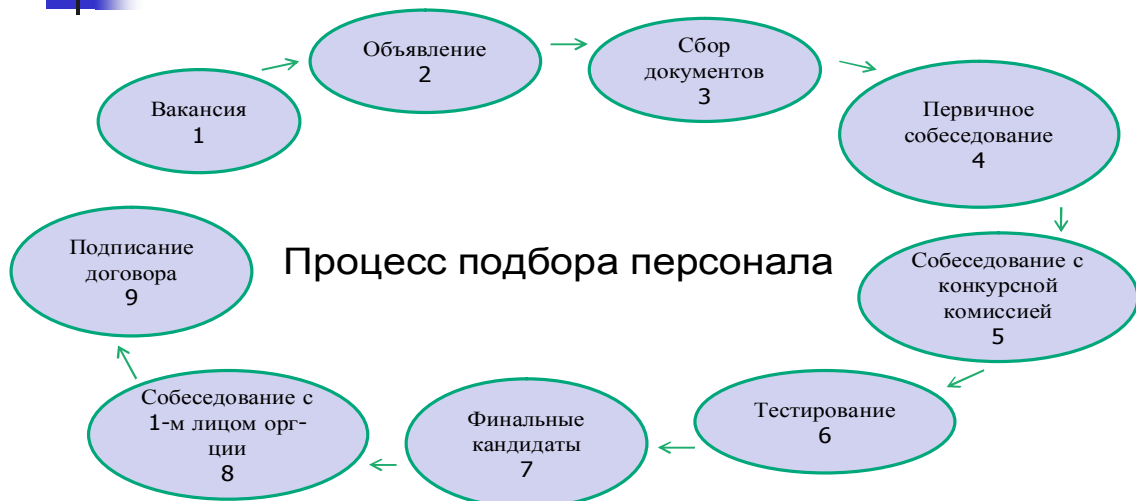 Вакансия
1
Объявление
2
Сбор
документов
3
Первичное
собеседование
4
Процесс подбора персонала
Собеседование с
конкурсной
комиссией
5
Тестирование
6
Финальные
кандидаты
7
Собеседование с
1-м лицом орг-
ции
8
Подписание
договора
9